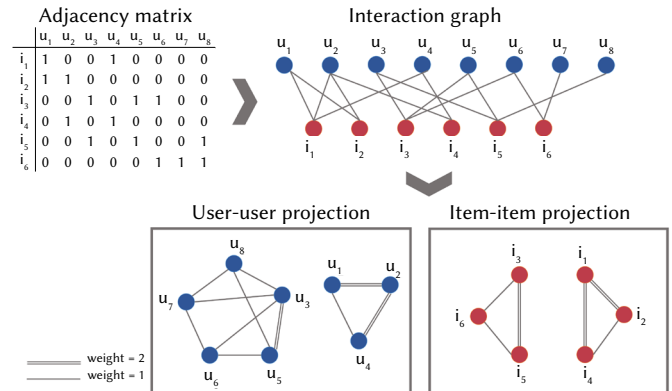 Adjacency matrix
u1 u2 u3 u4 u5 u6 u7 u8
i1 1 0 0 1 0 0 0 0
i2 1 1 0 0 0 0 0 0
i3 0 0 1 0 1 1 0 0
i4 0 1 0 1 0 0 0 0
i5 0 0 1 0 1 0 0 1
i6 0 0 0 0 0 1 1 1
Interaction graph
u1 u2 u3 u4 u5 u6 u7 u8
i1 i2 i3 i4 i5 i6
User-user projection
u8
u7
u3
u6
u5
u1
u2
u4
Item-item projection
i3
i6
i5
i1
i2
i4
weight = 2
weight = 1